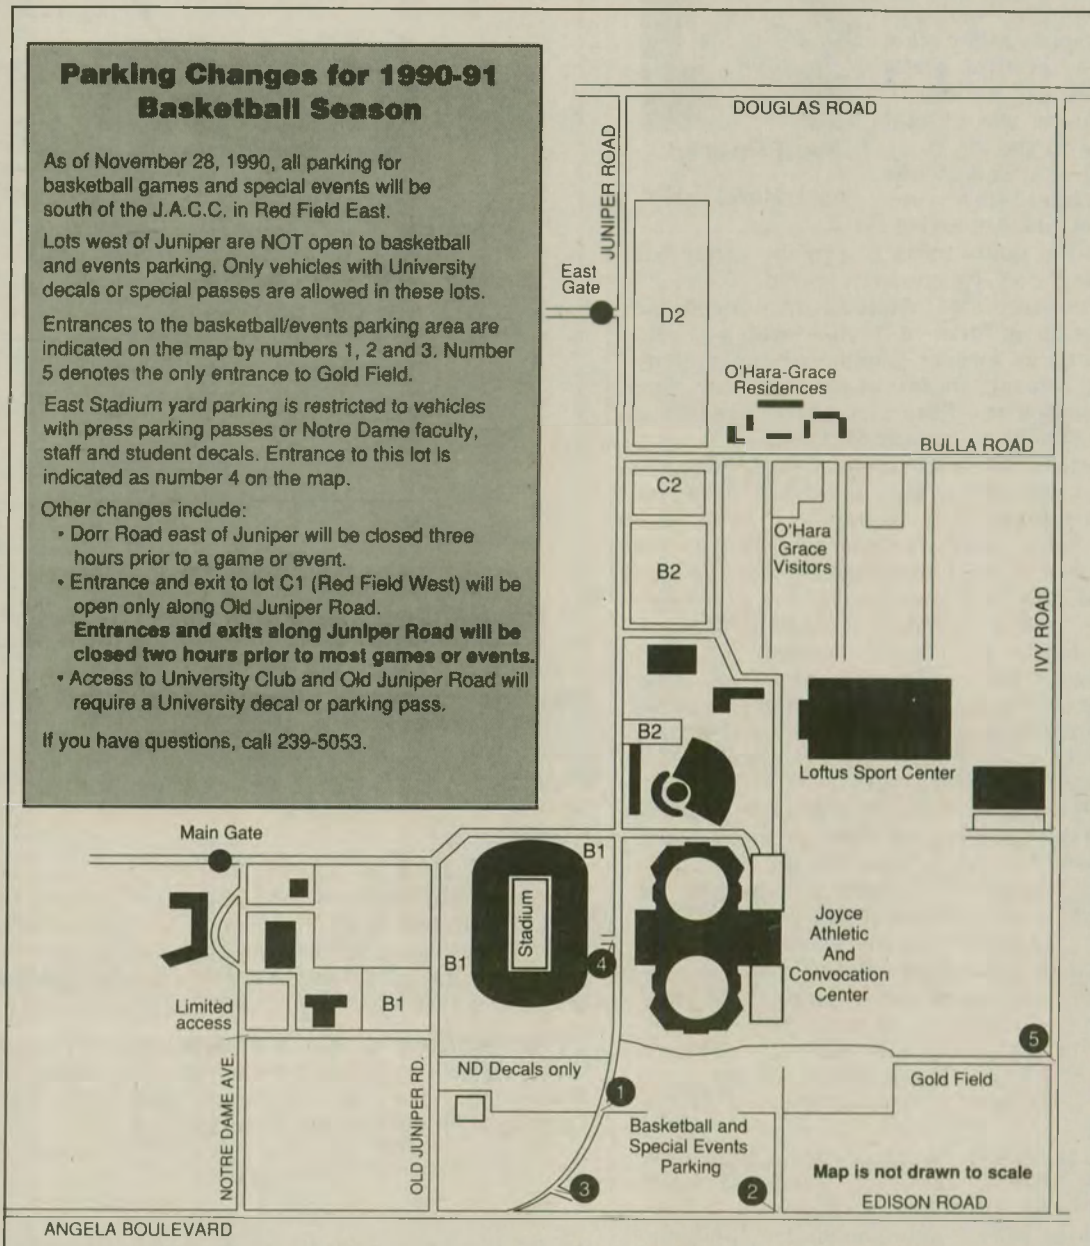 Parking Changes for 1990-91
Basketball Season
As of November 28, 1990, all parking for
basketball games and special events will be
south of the J.A.C.C. in Red Field East.
Lots west of Juniper are NOT open to basketball
and events parking. Only vehicles with University
decals or special passes are allowed in these lots.
Entrances to the basketball/events parking area are
indicated on the map by numbers 1, 2 and 3. Number
5 denotes the only entrance to Gold Field.
East Stadium yard parking is restricted to vehicles
with press parking passes or Notre Dame faculty,
staff and student decals. Entrance to this lot is
indicated as number 4 on the map.
Other changes include:
• Dorr Road east of Juniper will be closed three
hours prior to a game or event.
• Entrance and exit to lot C1 (Red Field West) will be
open only along Old Juniper Road.
Entrances and exits along Juniper Road will be
closed two hours prior to most games or events.
• Access to University Club and Old Juniper Road will
require a University decal or parking pass.
If you have questions, call 239-5053.
DOUGLAS ROAD
JUNIPER ROAD
East
Gate
D2
O'Hara-Grace
Residences
BULLA ROAD
C2
O'Hara
Grace
Visitors
B2
IVY ROAD
B2
Loftus Sport Center
Main Gate
B1
Stadium
B1
4
Joyce
Athletic
And
Convocation
Center
Limited
access
B1
5
NOTRE DAME AVE.
OLD JUNIPER RD.
ND Decals only
1
Gold Field
Basketball and
Special Events
Parking
Map is not drawn to scale
3
2
EDISON ROAD
ANGELA BOULEVARD